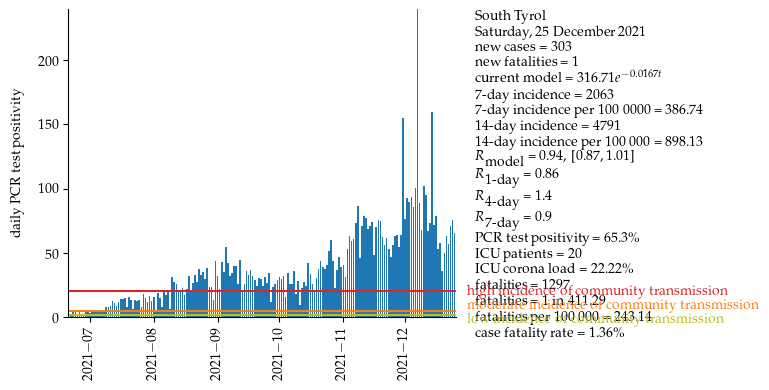 South Tyrol
Saturday, 25 December 2021
new cases = 303
new fatalities = 1
current model = 316.71e^{-0.0167t}
7-day incidence = 2063
7-day incidence per 100 0000 = 386.74
14-day incidence = 4791
14-day incidence per 100 000 = 898.13
R_model = 0.94, [0.87, 1.01]
R_1-day = 0.86
R_4-day = 1.4
R_7-day = 0.9
PCR test positivity = 65.3%
ICU patients = 20
ICU corona load = 22.22%
fatalities = 1297
high incidence of community transmission
fatalities = 1 in 411.29
moderate incidence of community transmission
fatalities per 100 000 = 243.14
low incidence of community transmission
case fatality rate = 1.36%
daily PCR test positivity
200
150
100
50
0
2021−07
2021−08
2021−09
2021−10
2021−11
2021−12